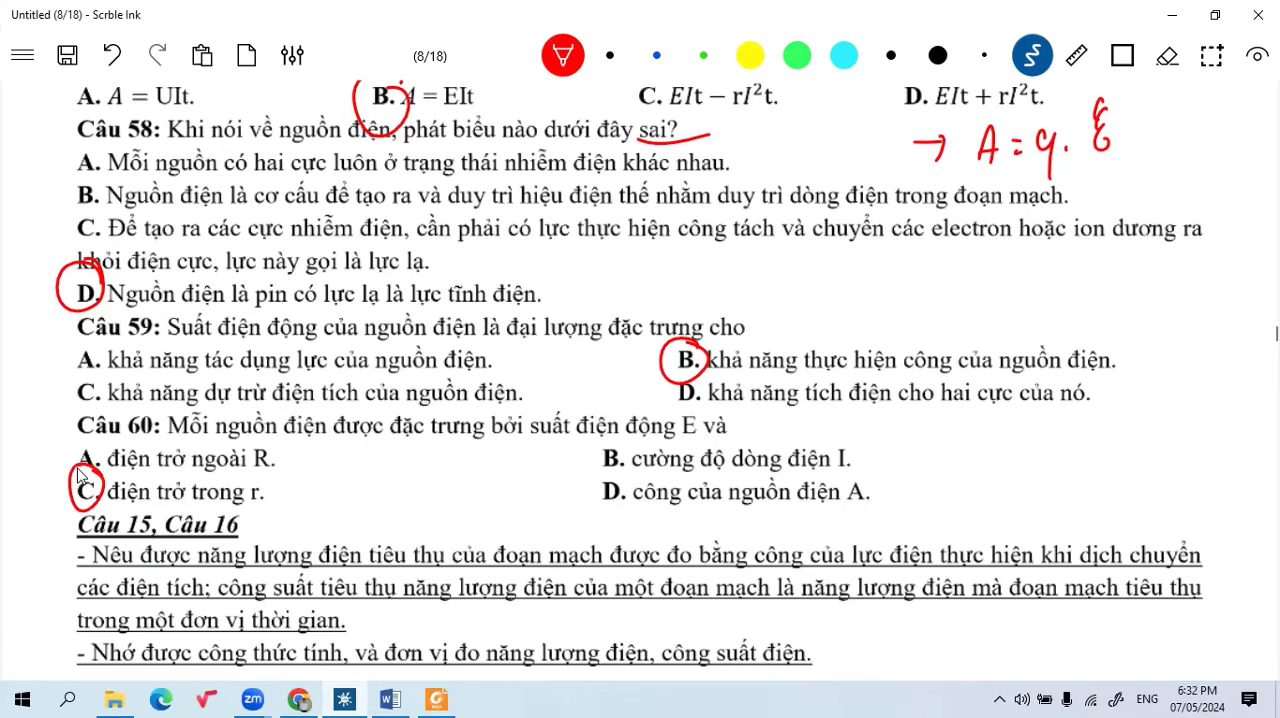 Untitled (8/18) - Scrble Ink
(8/18)
A. A = UIt. B. A = EIt C. EIt − rI²t. D. EIt + rI²t.
Câu 58: Khi nói về nguồn điện, phát biểu nào dưới đây sai?
→ A = q. ξ
A. Mỗi nguồn có hai cực luôn ở trạng thái nhiễm điện khác nhau.
B. Nguồn điện là cơ cấu để tạo ra và duy trì hiệu điện thế nhằm duy trì dòng điện trong đoạn mạch.
C. Để tạo ra các cực nhiễm điện, cần phải có lực thực hiện công tách và chuyển các electron hoặc ion dương ra
khỏi điện cực, lực này gọi là lực lạ.
D. Nguồn điện là pin có lực lạ là lực tĩnh điện.
Câu 59: Suất điện động của nguồn điện là đại lượng đặc trưng cho
A. khả năng tác dụng lực của nguồn điện. B. khả năng thực hiện công của nguồn điện.
C. khả năng dự trừ điện tích của nguồn điện. D. khả năng tích điện cho hai cực của nó.
Câu 60: Mỗi nguồn điện được đặc trưng bởi suất điện động E và
A. điện trở ngoài R. B. cường độ dòng điện I.
C. điện trở trong r. D. công của nguồn điện A.
Câu 15, Câu 16
- Nêu được năng lượng điện tiêu thụ của đoạn mạch được đo bằng công của lực điện thực hiện khi dịch chuyển
các điện tích; công suất tiêu thụ năng lượng điện của một đoạn mạch là năng lượng điện mà đoạn mạch tiêu thụ
trong một đơn vị thời gian.
- Nhớ được công thức tính, và đơn vị đo năng lượng điện, công suất điện.
zm
W
ENG
6:32 PM
07/05/2024